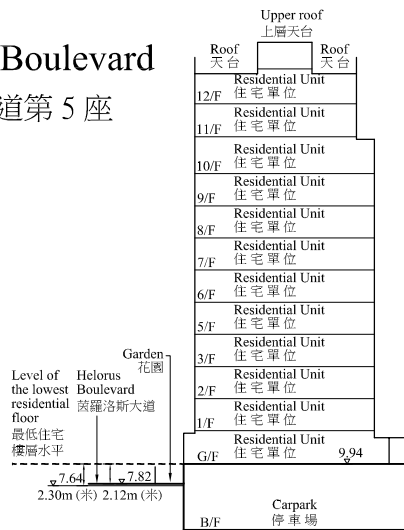 Upper roof
上層天台
Roof
天台
Roof
天台
Boulevard
道第 5 座
Residential Unit
12/F 住宅單位
Residential Unit
11/F 住宅單位
Residential Unit
10/F 住宅單位
Residential Unit
9/F 住宅單位
Residential Unit
8/F 住宅單位
Residential Unit
7/F 住宅單位
Residential Unit
6/F 住宅單位
Residential Unit
5/F 住宅單位
Residential Unit
3/F 住宅單位
Residential Unit
2/F 住宅單位
Residential Unit
1/F 住宅單位
Residential Unit
G/F 住宅單位
9.94
Garden
花園
Level of
the lowest
residential
floor
最低住宅
樓層水平
Helorus
Boulevard
茵羅洛斯大道
7.64
7.82
2.30m (米)
2.12m (米)
Carpark
停車場
B/F